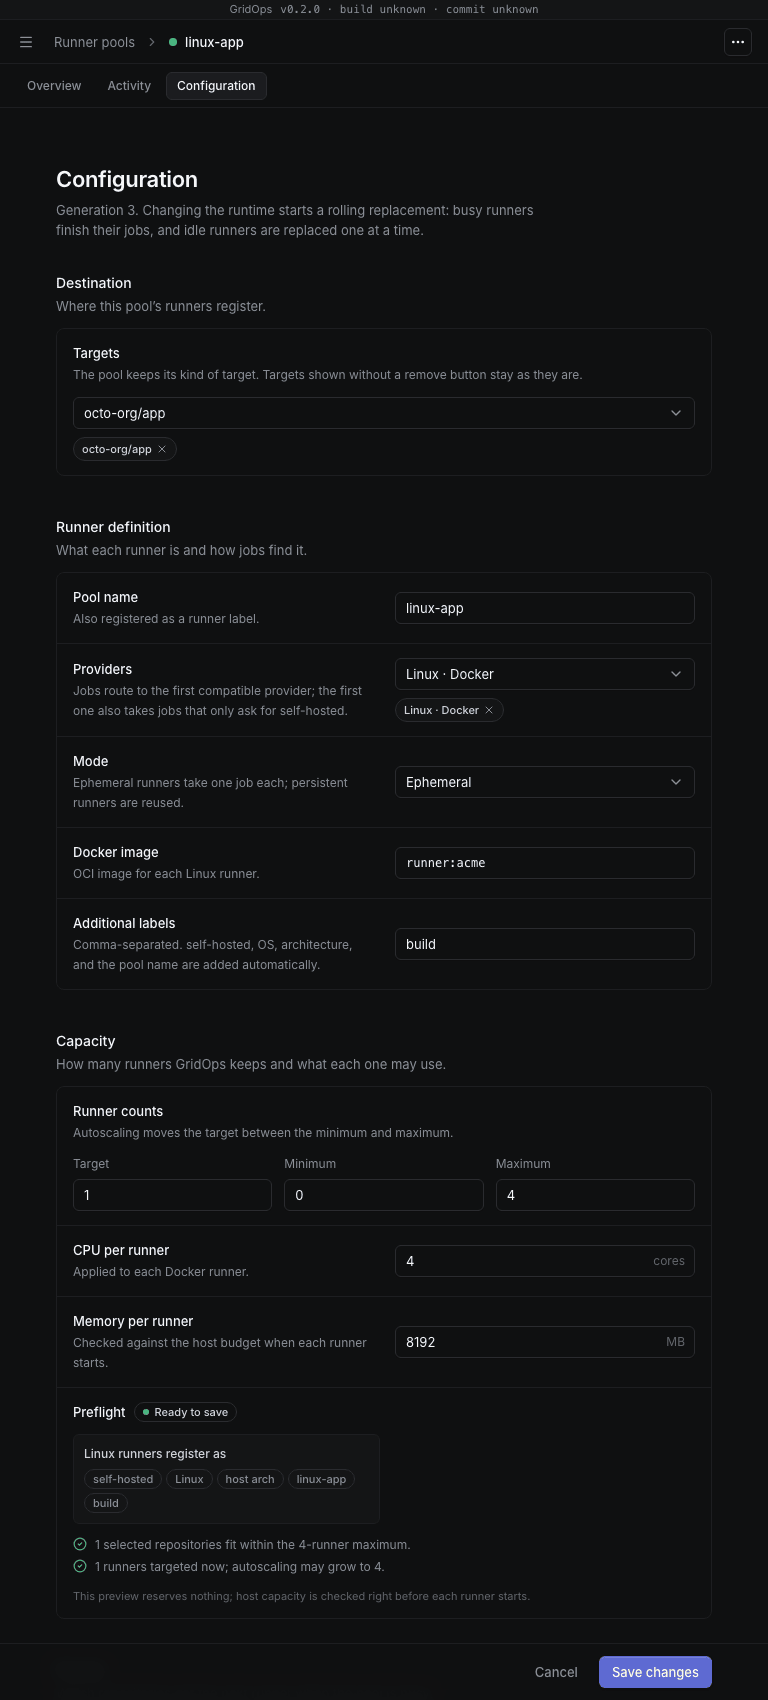 GridOps v0.2.0 · build unknown · commit unknown
Runner pools
linux-app
Overview
Activity
Configuration
Configuration
Generation 3. Changing the runtime starts a rolling replacement: busy runners
finish their jobs, and idle runners are replaced one at a time.
Destination
Where this pool's runners register.
Targets
The pool keeps its kind of target. Targets shown without a remove button stay as they are.
octo-org/app
octo-org/app
Runner definition
What each runner is and how jobs find it.
Pool name
Also registered as a runner label.
linux-app
Providers
Jobs route to the first compatible provider; the first
one also takes jobs that only ask for self-hosted.
Linux · Docker
Linux · Docker
Mode
Ephemeral runners take one job each; persistent
runners are reused.
Ephemeral
Docker image
OCI image for each Linux runner.
runner:acme
Additional labels
Comma-separated. self-hosted, OS, architecture,
and the pool name are added automatically.
build
Capacity
How many runners GridOps keeps and what each one may use.
Runner counts
Autoscaling moves the target between the minimum and maximum.
Target
Minimum
Maximum
1
0
4
CPU per runner
Applied to each Docker runner.
4
cores
Memory per runner
Checked against the host budget when each runner
starts.
8192
MB
Preflight
Ready to save
Linux runners register as
self-hosted
Linux
host arch
linux-app
build
1 selected repositories fit within the 4-runner maximum.
1 runners targeted now; autoscaling may grow to 4.
This preview reserves nothing; host capacity is checked right before each runner starts.
Cancel
Save changes